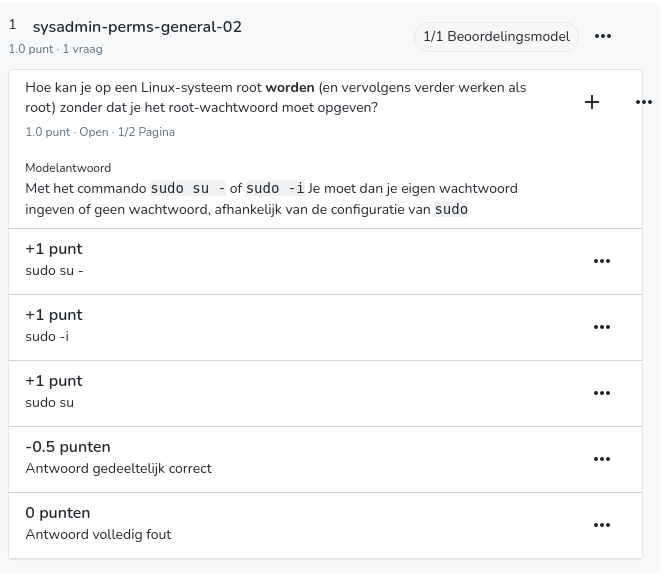 1 sysadmin-perms-general-02
1.0 punt · 1 vraag
1/1 Beoordelingsmodel
Hoe kan je op een Linux-systeem root worden (en vervolgens verder werken als
root) zonder dat je het root-wachtwoord moet opgeven?
1.0 punt · Open · 1/2 Pagina
Modelantwoord
Met het commando sudo su - of sudo -i Je moet dan je eigen wachtwoord
ingeven of geen wachtwoord, afhankelijk van de configuratie van sudo
+1 punt
sudo su -
+1 punt
sudo -i
+1 punt
sudo su
-0.5 punten
Antwoord gedeeltelijk correct
0 punten
Antwoord volledig fout